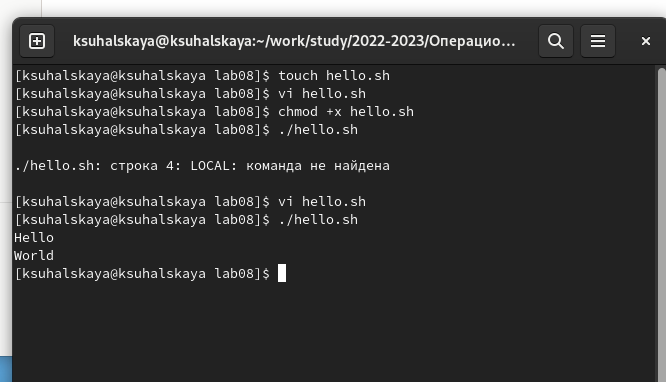 ksuhalskaya@ksuhalskaya:~/work/study/2022-2023/Операцио...
[ksuhalskaya@ksuhalskaya lab08]$ touch hello.sh
[ksuhalskaya@ksuhalskaya lab08]$ vi hello.sh
[ksuhalskaya@ksuhalskaya lab08]$ chmod +x hello.sh
[ksuhalskaya@ksuhalskaya lab08]$ ./hello.sh
./hello.sh: строка 4: LOCAL: команда не найдена
[ksuhalskaya@ksuhalskaya lab08]$ vi hello.sh
[ksuhalskaya@ksuhalskaya lab08]$ ./hello.sh
Hello
World
[ksuhalskaya@ksuhalskaya lab08]$